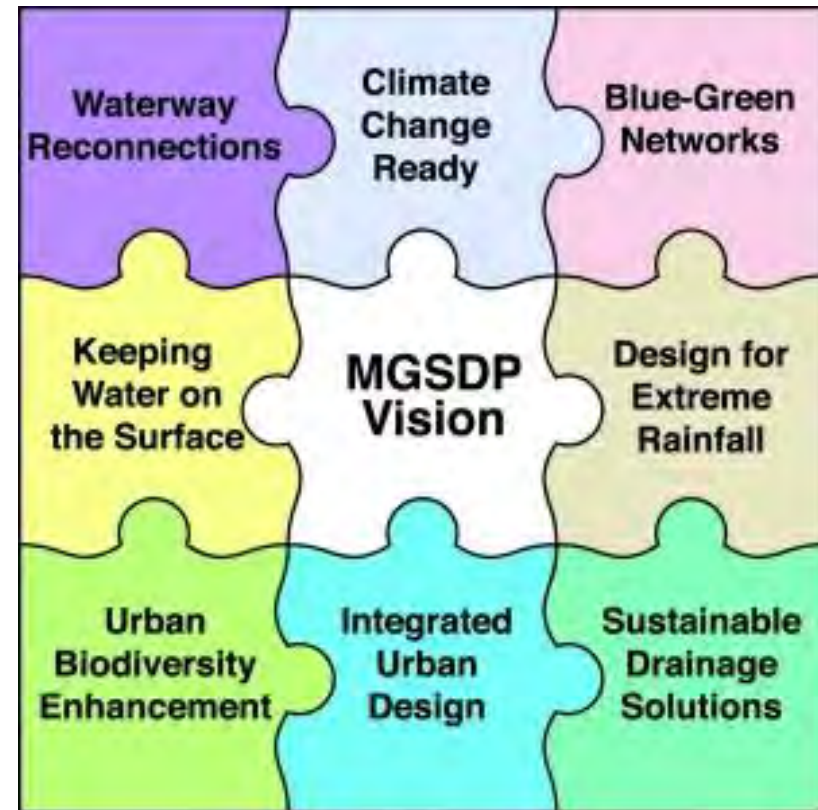 Waterway
Reconnections
Climate
Change
Ready
Blue-Green
Networks
Keeping
Water on
the Surface
MGSDP
Vision
Design for
Extreme
Rainfall
Urban
Biodiversity
Enhancement
Integrated
Urban
Design
Sustainable
Drainage
Solutions